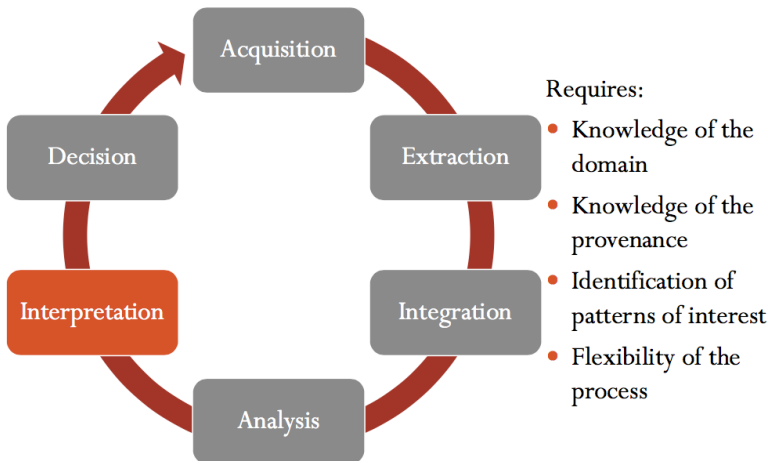 Acquisition
Extraction
Integration
Analysis
Interpretation
Decision
Requires:
• Knowledge of the
domain
• Knowledge of the
provenance
• Identification of
patterns of interest
• Flexibility of the
process